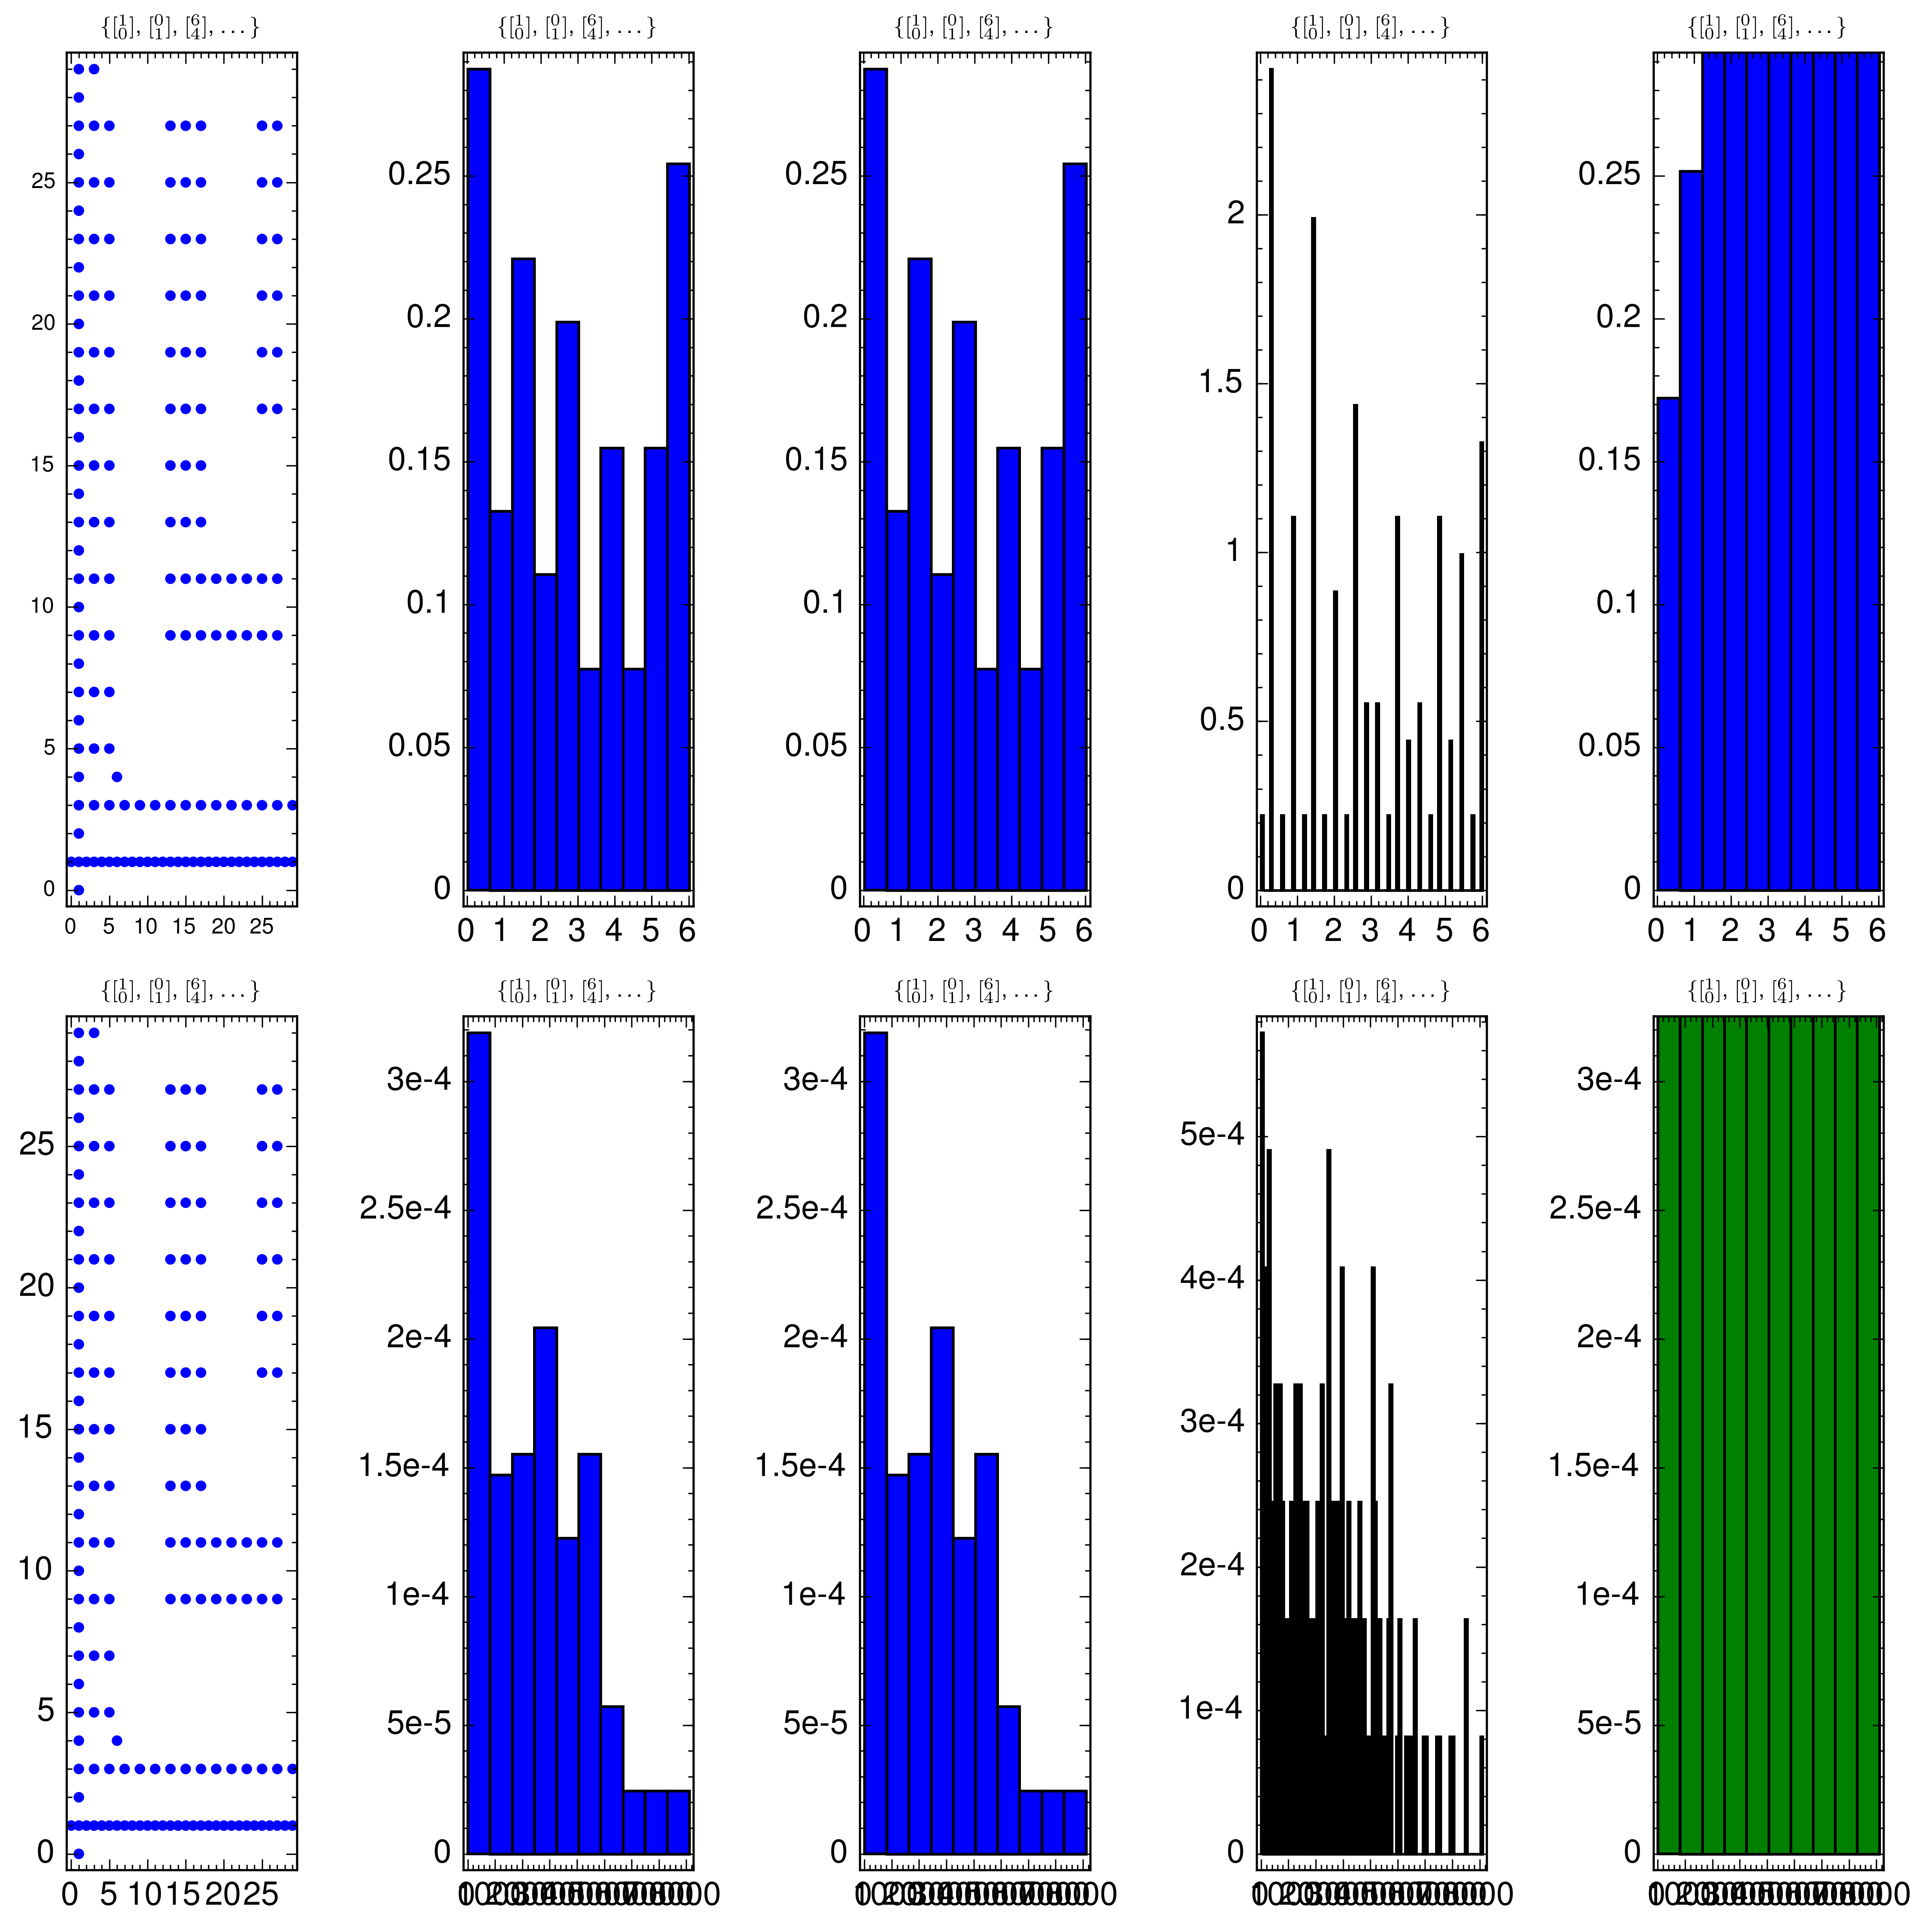 {[1 0], [0 1], [6 4], ...} {[1 0], [0 1], [6 4], ...} {[1 0], [0 1], [6 4], ...} {[1 0], [0 1], [6 4], ...} {[1 0], [0 1], [6 4], ...}
25 0.25 0.25 2 0.25
20 0.2 0.2 1.5 0.2
15 0.15 0.15 1 0.15
10 0.1 0.1 0.5 0.1
5 0.05 0.05 0.05
0 0 0 0 0
0 5 10 15 20 25 0 1 2 3 4 5 6 0 1 2 3 4 5 6 0 1 2 3 4 5 6 0 1 2 3 4 5 6
{[1 0], [0 1], [6 4], ...} {[1 0], [0 1], [6 4], ...} {[1 0], [0 1], [6 4], ...} {[1 0], [0 1], [6 4], ...} {[1 0], [0 1], [6 4], ...}
25 3e-4 3e-4 5e-4 3e-4
20 2.5e-4 2.5e-4 4e-4 2.5e-4
15 2e-4 2e-4 3e-4 2e-4
10 1.5e-4 1.5e-4 2e-4 1.5e-4
5 1e-4 1e-4 1e-4 1e-4
5e-5 5e-5 5e-5
0 0 0 0 0
0 5 10 15 20 25